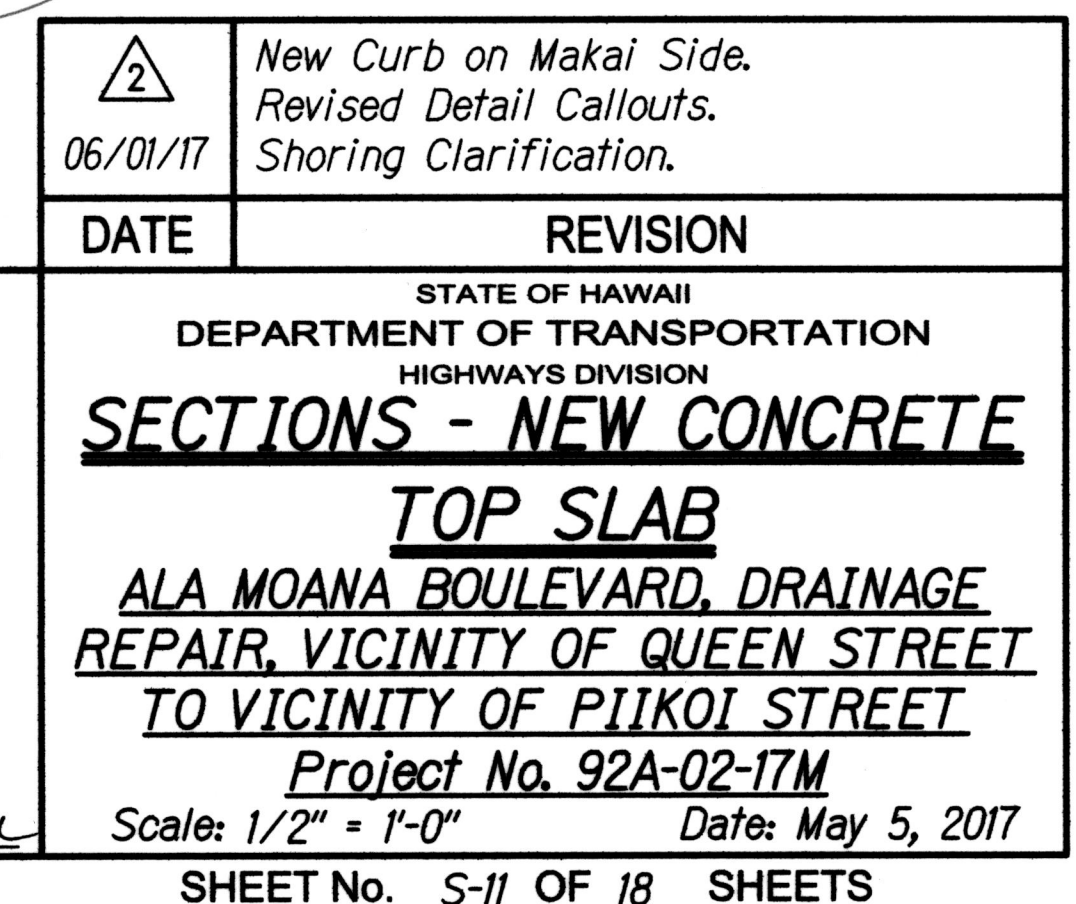 2
New Curb on Makai Side.
Revised Detail Callouts.
06/01/17 Shoring Clarification.
DATE REVISION
STATE OF HAWAII
DEPARTMENT OF TRANSPORTATION
HIGHWAYS DIVISION
SECTIONS - NEW CONCRETE
TOP SLAB
ALA MOANA BOULEVARD, DRAINAGE
REPAIR, VICINITY OF QUEEN STREET
TO VICINITY OF PIIKOI STREET
Project No. 92A-02-17M
Scale: 1/2" = 1'-0" Date: May 5, 2017
SHEET No. S-11 OF 18 SHEETS